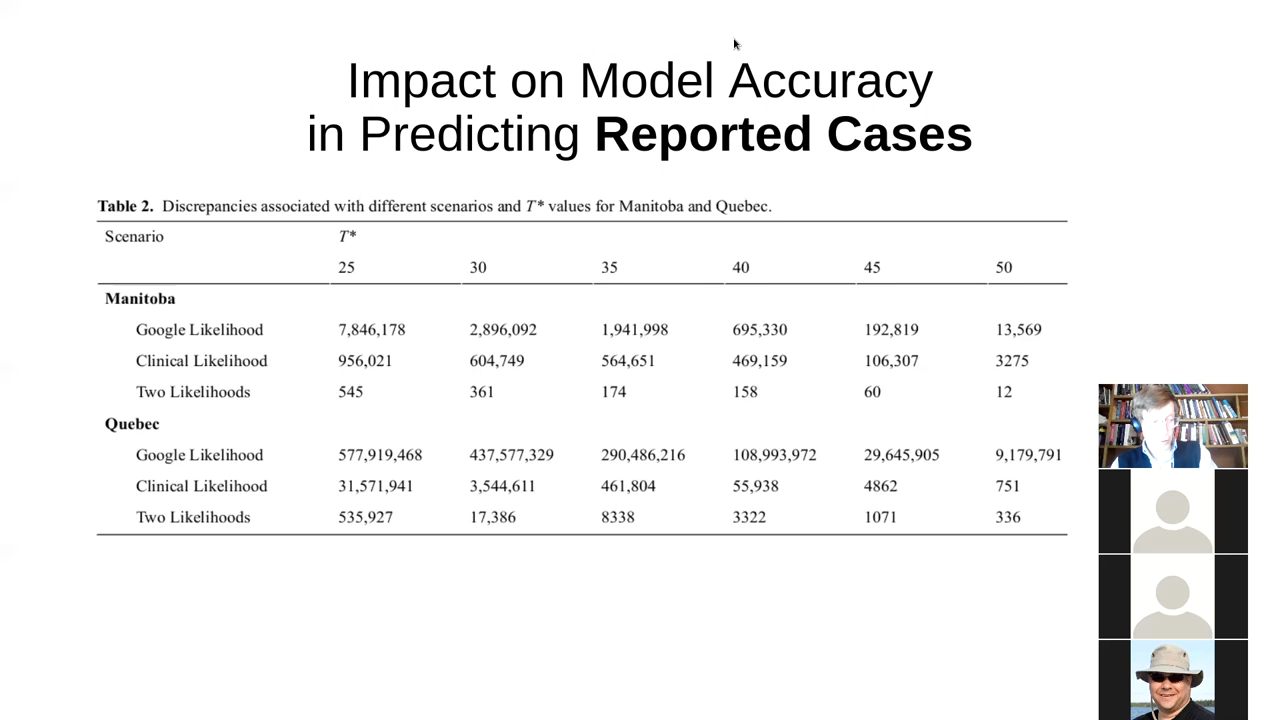 Impact on Model Accuracy
in Predicting Reported Cases
Table 2. Discrepancies associated with different scenarios and T* values for Manitoba and Quebec.
Scenario T*
25 30 35 40 45 50
Manitoba
Google Likelihood 7,846,178 2,896,092 1,941,998 695,330 192,819 13,569
Clinical Likelihood 956,021 604,749 564,651 469,159 106,307 3275
Two Likelihoods 545 361 174 158 60 12
Quebec
Google Likelihood 577,919,468 437,577,329 290,486,216 108,993,972 29,645,905 9,179,791
Clinical Likelihood 31,571,941 3,544,611 461,804 55,938 4862 751
Two Likelihoods 535,927 17,386 8338 3322 1071 336